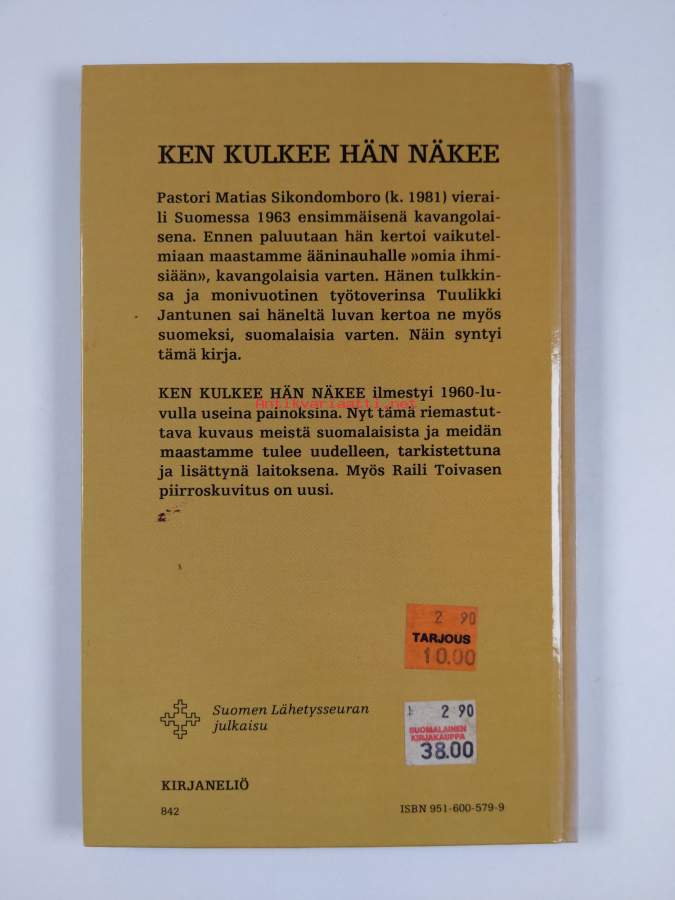 KEN KULKEE HÄN NÄKEE
Pastori Matias Sikondomboro (k. 1981) vierai-
li Suomessa 1963 ensimmäisenä kavangolai-
sena. Ennen paluutaan hän kertoi vaikutel-
miaan maastamme ääninauhalle »omia ihmi-
siään», kavangolaisia varten. Hänen tulkkin-
sa ja monivuotinen työtoverinsa Tuulikki
Jantunen sai häneltä luvan kertoa ne myös
suomeksi, suomalaisia varten. Näin syntyi
tämä kirja.
KEN KULKEE HÄN NÄKEE ilmestyi 1960-lu-
Antikvariaatti.net
vulla useina painoksina. Nyt tämä riemastut-
tava kuvaus meistä suomalaisista ja meidän
maastamme tulee uudelleen, tarkistettuna
ja lisättynä laitoksena. Myös Raili Toivasen
piirroskuvitus on uusi.
2 90
TARJOUS
10.00
Suomen Lähetysseuran
julkaisu
2 90
SUOMALAINEN
KIRJAKAUPPA
38.00
KIRJANELIÖ
842
ISBN 951-600-579-9